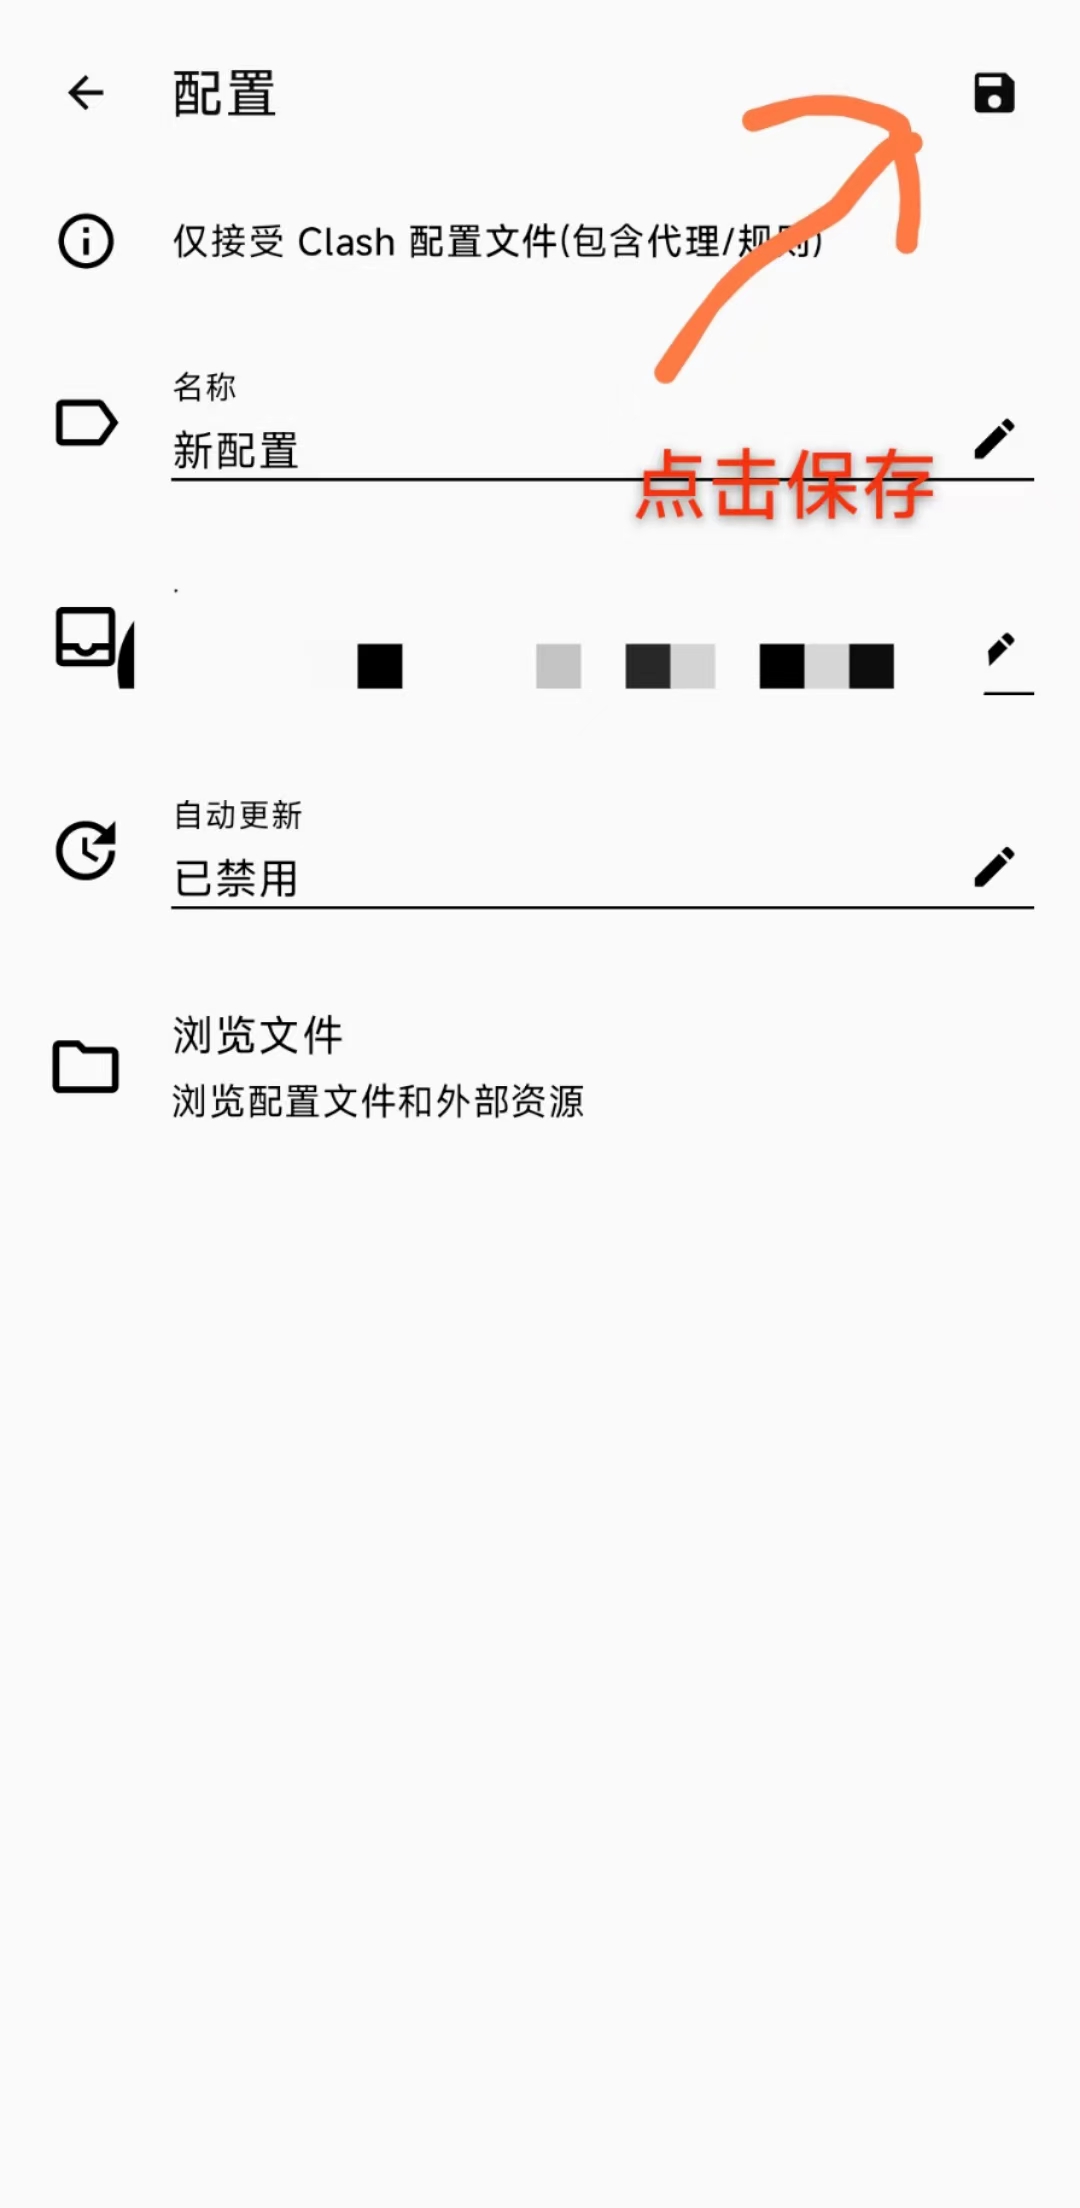 配置
仅接受 Clash 配置文件(包含代理/规则)
名称
新配置
点击保存
自动更新
已禁用
浏览文件
浏览配置文件和外部资源